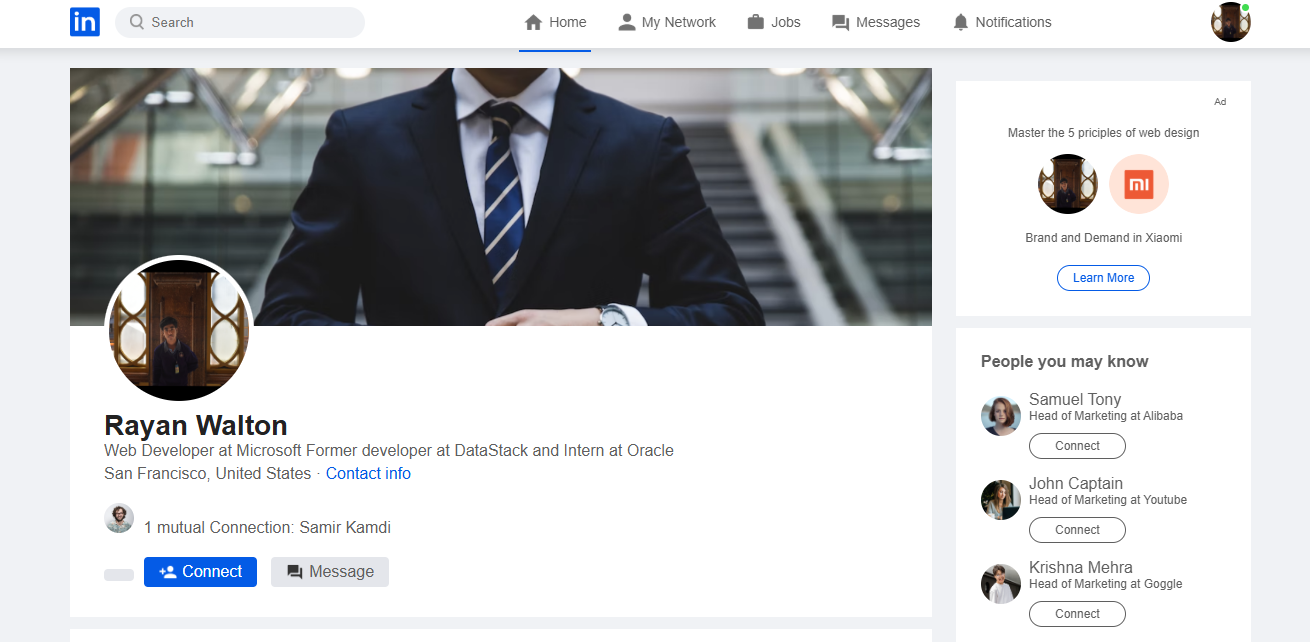 in
Search
Home
My Network
Jobs
Messages
Notifications
Rayan Walton
Web Developer at Microsoft Former developer at DataStack and Intern at Oracle
San Francisco, United States · Contact info
1 mutual Connection: Samir Kamdi
Connect
Message
Ad
Master the 5 priciples of web design
mi
Brand and Demand in Xiaomi
Learn More
People you may know
Samuel Tony
Head of Marketing at Alibaba
Connect
John Captain
Head of Marketing at Youtube
Connect
Krishna Mehra
Head of Marketing at Goggle
Connect